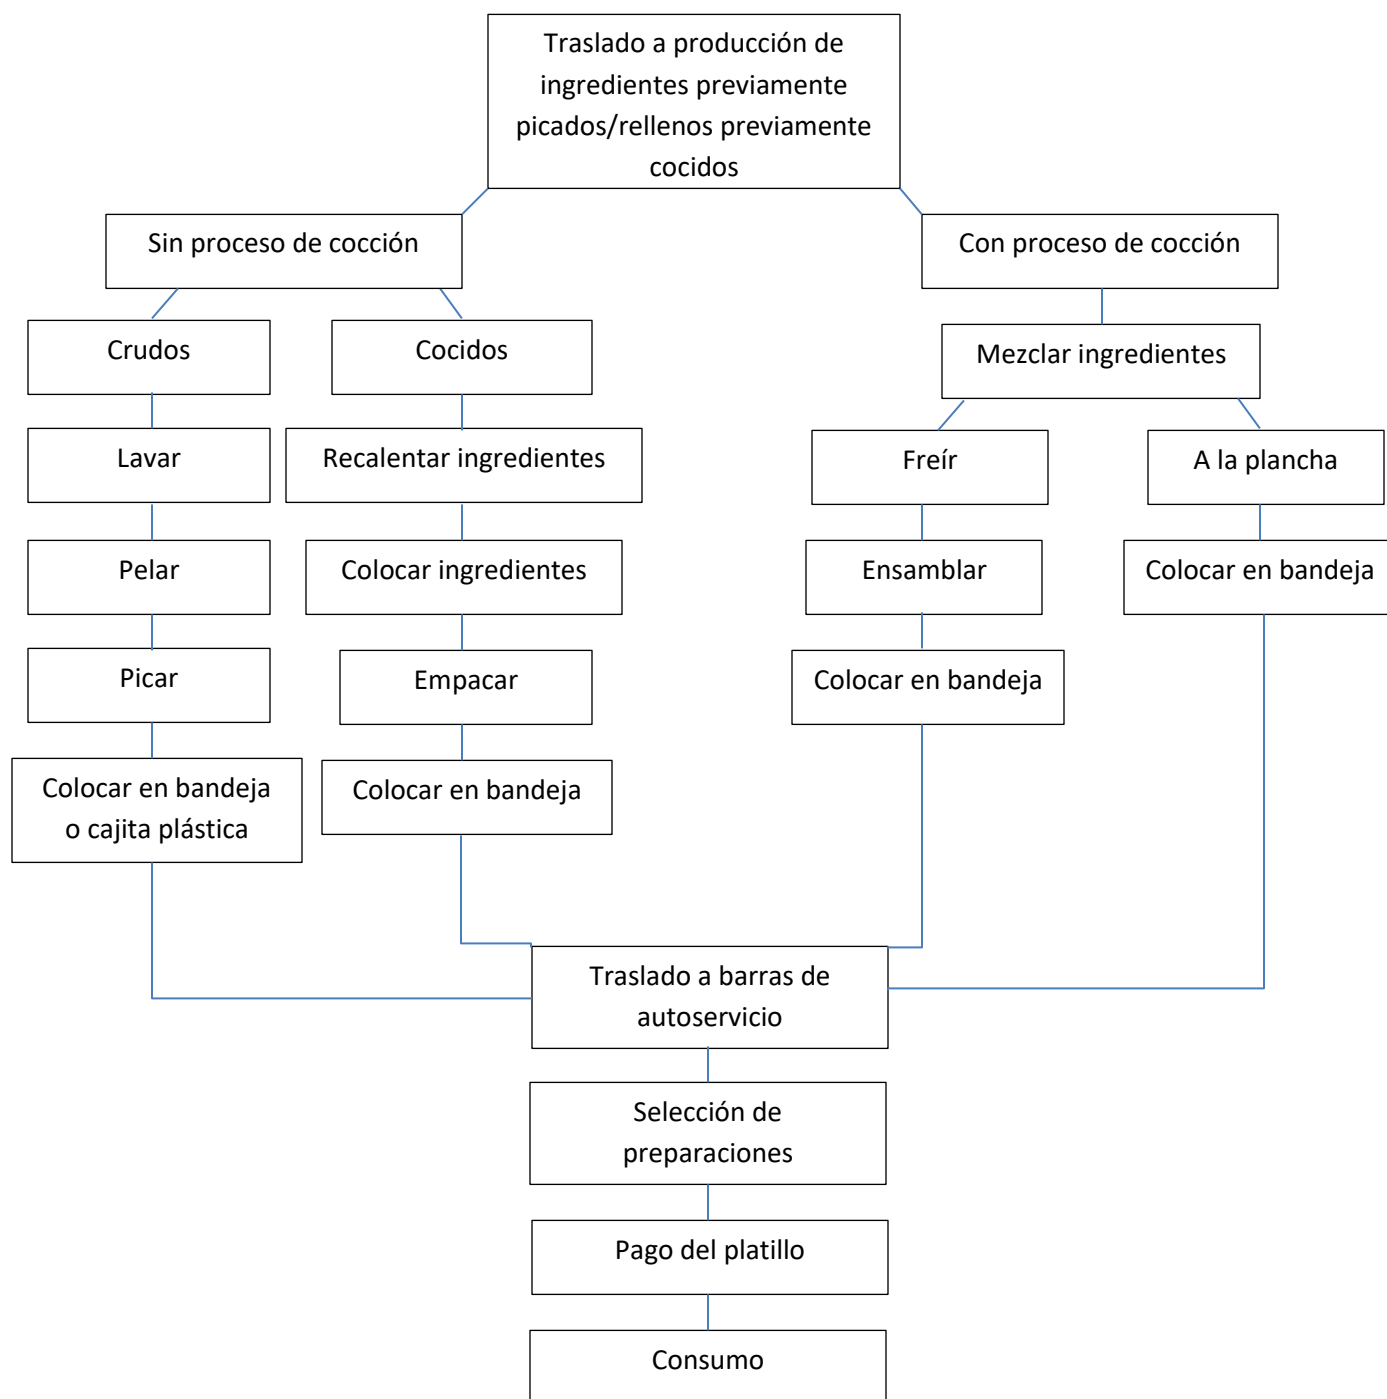 Traslado a producción de
ingredientes previamente
picados/rellenos previamente
cocidos
Sin proceso de cocción
Con proceso de cocción
Crudos
Cocidos
Mezclar ingredientes
Lavar
Recalentar ingredientes
Freír
A la plancha
Pelar
Colocar ingredientes
Ensamblar
Colocar en bandeja
Picar
Empacar
Colocar en bandeja
Colocar en bandeja
o cajita plástica
Colocar en bandeja
Traslado a barras de
autoservicio
Selección de
preparaciones
Pago del platillo
Consumo